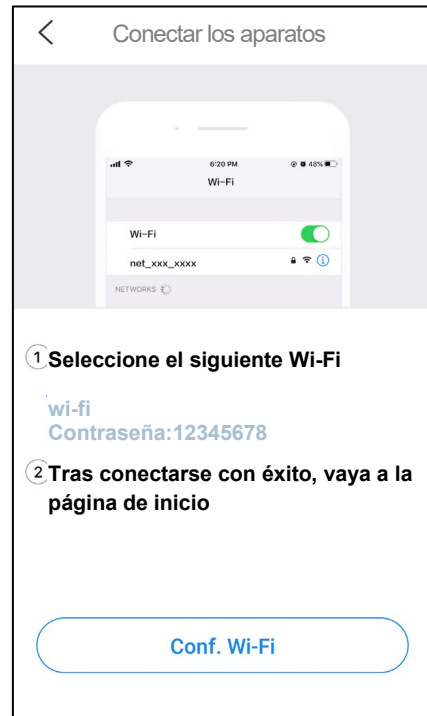 Conectar los aparatos
6:20 PM
48%
Wi-Fi
Wi-Fi
net_xxx_xxxx
NETWORKS
1 Seleccione el siguiente Wi-Fi
wi-fi
Contraseña:12345678
2 Tras conectarse con éxito, vaya a la
página de inicio
Conf. Wi-Fi